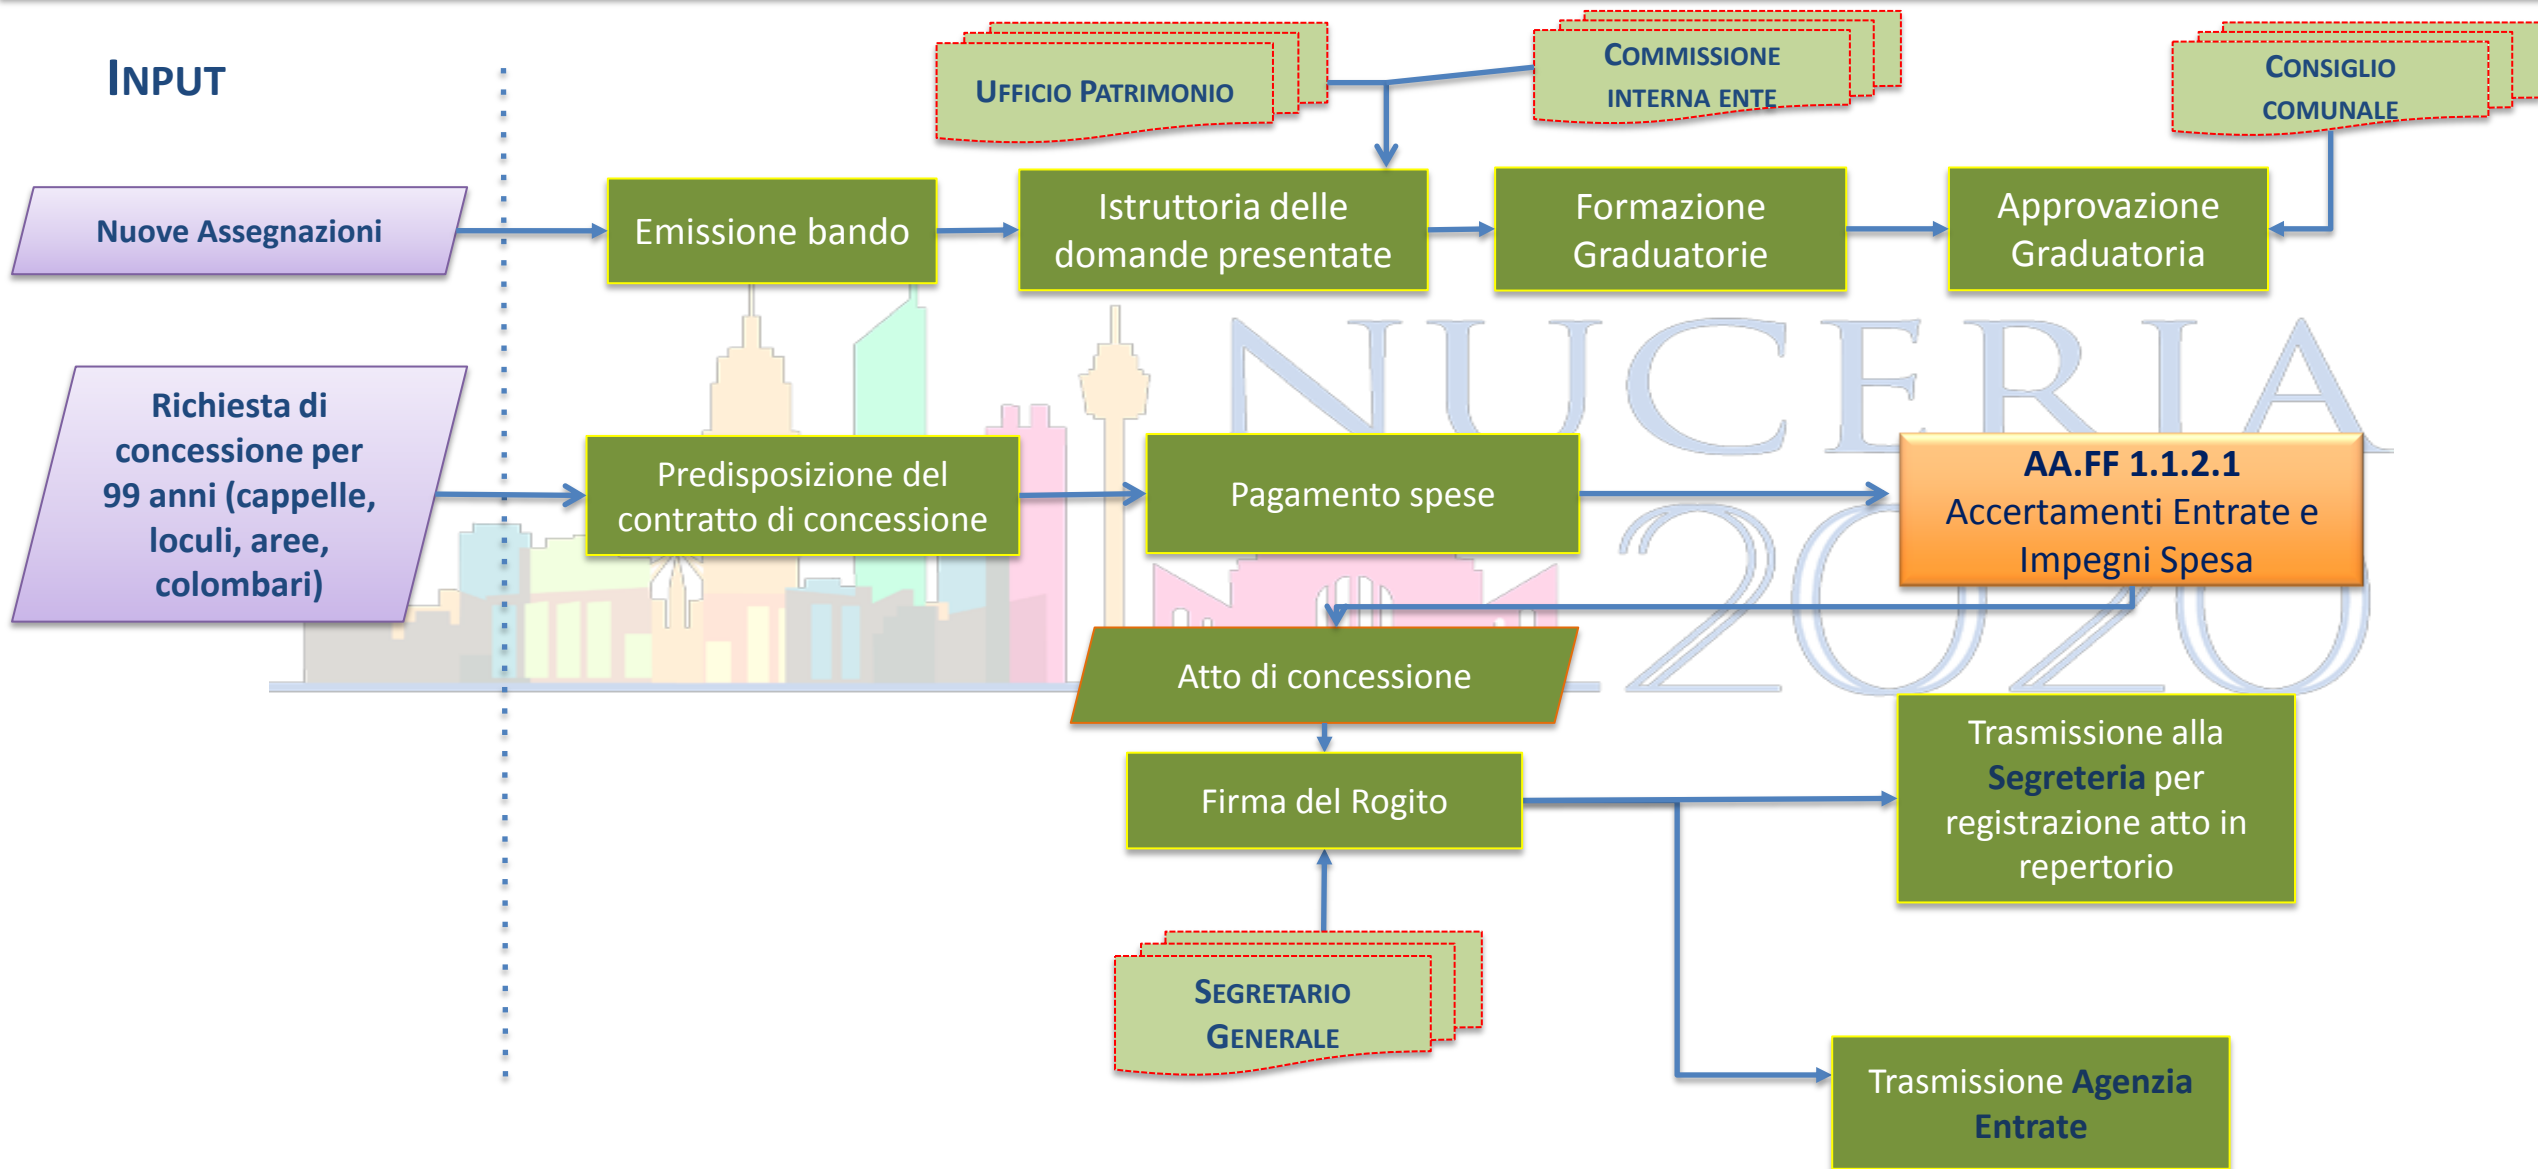 INPUT
UFFICIO PATRIMONIO
COMMISSIONE
INTERNA ENTE
CONSIGLIO
COMUNALE
Nuove Assegnazioni
Emissione bando
Istruttoria delle
domande presentate
Formazione
Graduatorie
Approvazione
Graduatoria
NUCERIA
2020
Richiesta di
concessione per
99 anni (cappelle,
loculi, aree,
colombari)
Predisposizione del
contratto di concessione
Pagamento spese
AA.FF 1.1.2.1
Accertamenti Entrate e
Impegni Spesa
Atto di concessione
Firma del Rogito
Trasmissione alla
Segreteria per
registrazione atto in
repertorio
SEGRETARIO
GENERALE
Trasmissione Agenzia
Entrate